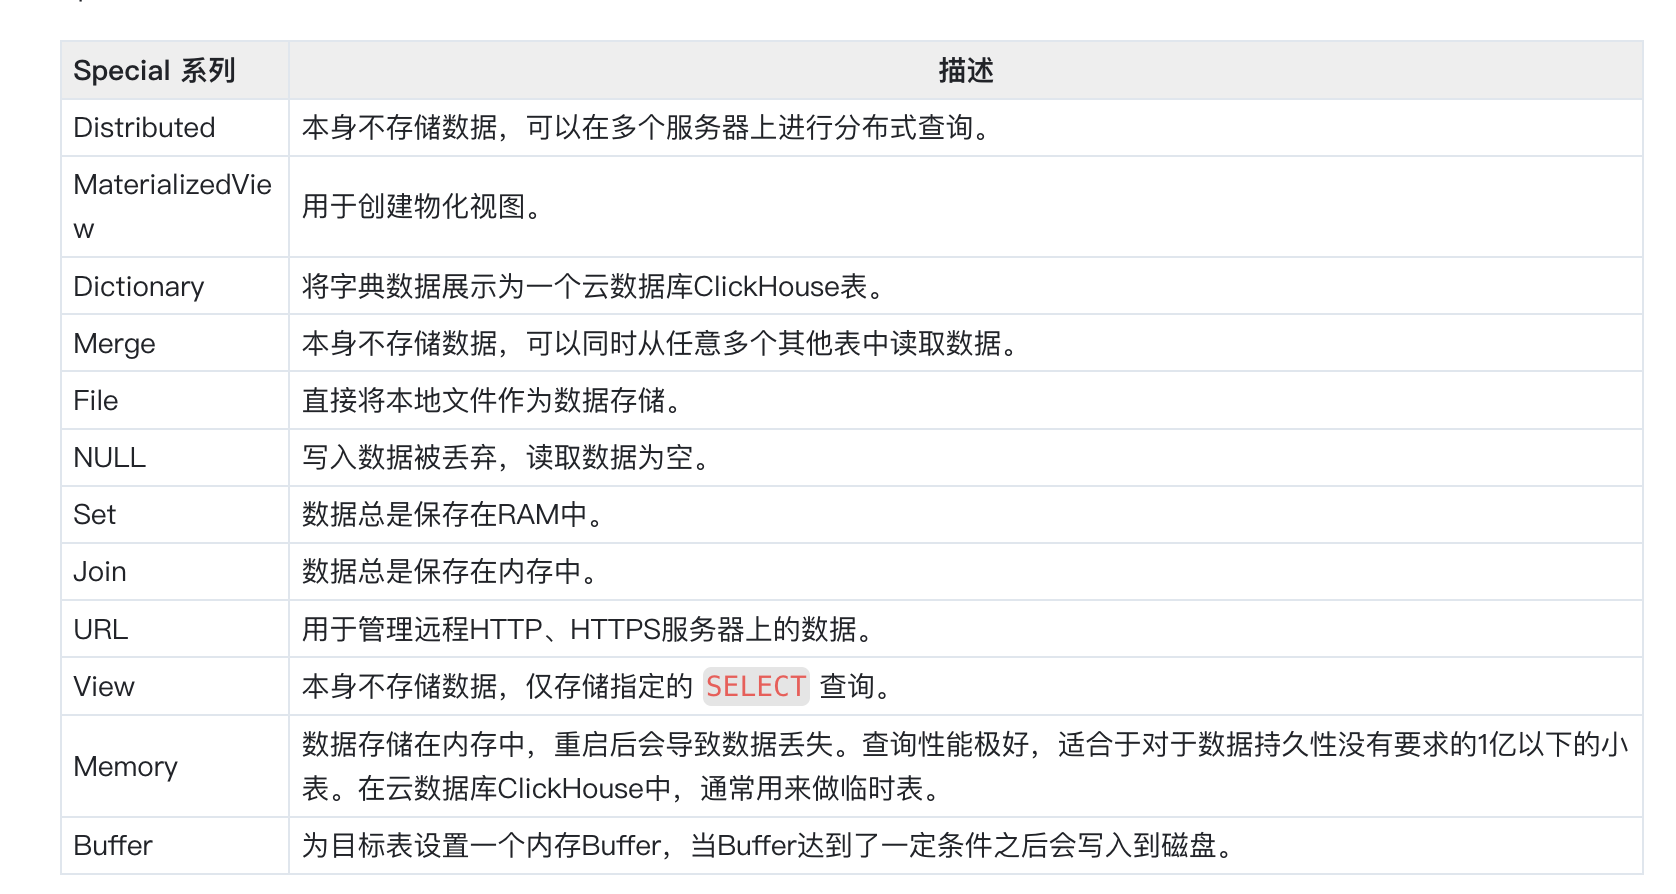 Special 系列
描述
Distributed
本身不存储数据，可以在多个服务器上进行分布式查询。
MaterializedVie
w
用于创建物化视图。
Dictionary
将字典数据展示为一个云数据库ClickHouse表。
Merge
本身不存储数据，可以同时从任意多个其他表中读取数据。
File
直接将本地文件作为数据存储。
NULL
写入数据被丢弃，读取数据为空。
Set
数据总是保存在RAM中。
Join
数据总是保存在内存中。
URL
用于管理远程HTTP、HTTPS服务器上的数据。
View
本身不存储数据，仅存储指定的 SELECT 查询。
Memory
数据存储在内存中，重启后会导致数据丢失。查询性能极好，适合于对于数据持久性没有要求的1亿以下的小
表。在云数据库ClickHouse中，通常用来做临时表。
Buffer
为目标表设置一个内存Buffer，当Buffer达到了一定条件之后会写入到磁盘。